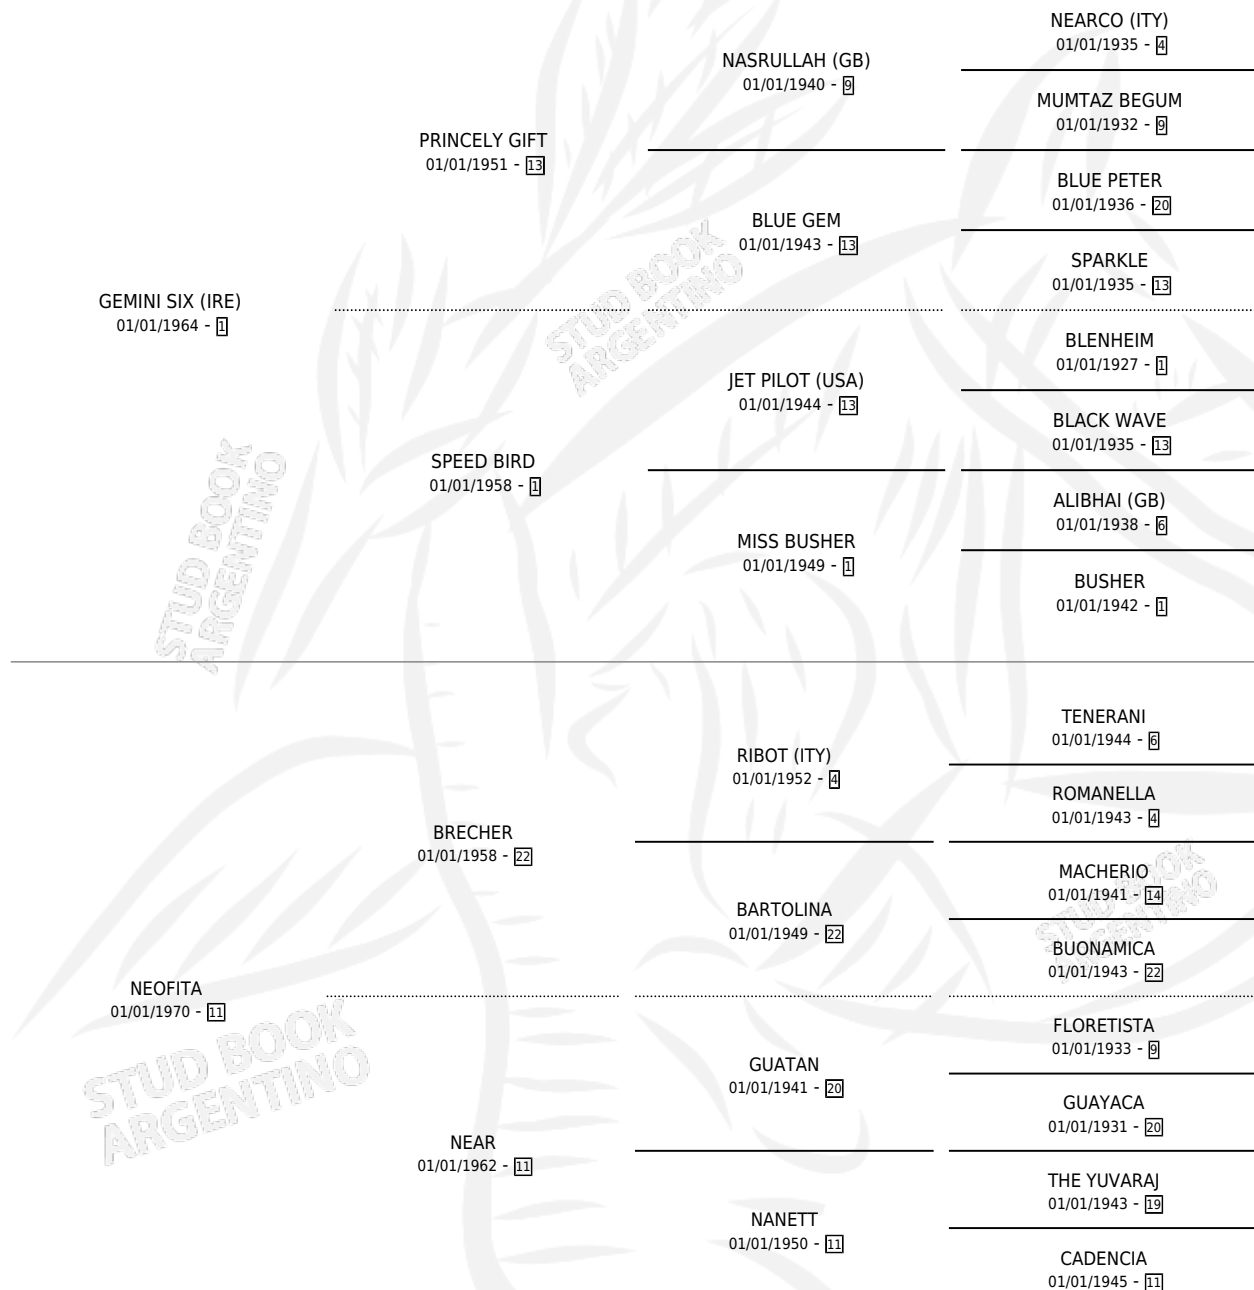 NEARCO (ITY)
01/01/1935 - 4
NASRULLAH (GB)
01/01/1940 - 9
MUMTAZ BEGUM
01/01/1932 - 9
PRINCELY GIFT
01/01/1951 - 13
BLUE PETER
01/01/1936 - 20
BLUE GEM
01/01/1943 - 13
SPARKLE
01/01/1935 - 13
GEMINI SIX (IRE)
01/01/1964 - 1
STUD BOOK
ARGENTINO
BLENHEIM
01/01/1927 - 1
JET PILOT (USA)
01/01/1944 - 13
BLACK WAVE
01/01/1935 - 13
SPEED BIRD
01/01/1958 - 1
ALIBHAI (GB)
01/01/1938 - 6
MISS BUSHER
01/01/1949 - 1
BUSHER
01/01/1942 - 1
STUD BOOK
ARGENTINO
TENERANI
01/01/1944 - 6
RIBOT (ITY)
01/01/1952 - 4
ROMANELLA
01/01/1943 - 4
BRECHER
01/01/1958 - 22
MACHERIO
01/01/1941 - 14
BARTOLINA
01/01/1949 - 22
BUONAMICA
01/01/1943 - 22
STUD BOOK
ARGENTINO
NEOFITA
01/01/1970 - 11
FLORETISTA
01/01/1933 - 9
GUATAN
01/01/1941 - 20
GUAYACA
01/01/1931 - 20
STUD BOOK
ARGENTINO
NEAR
01/01/1962 - 11
THE YUVARAJ
01/01/1943 - 19
NANETT
01/01/1950 - 11
CADENCIA
01/01/1945 - 11